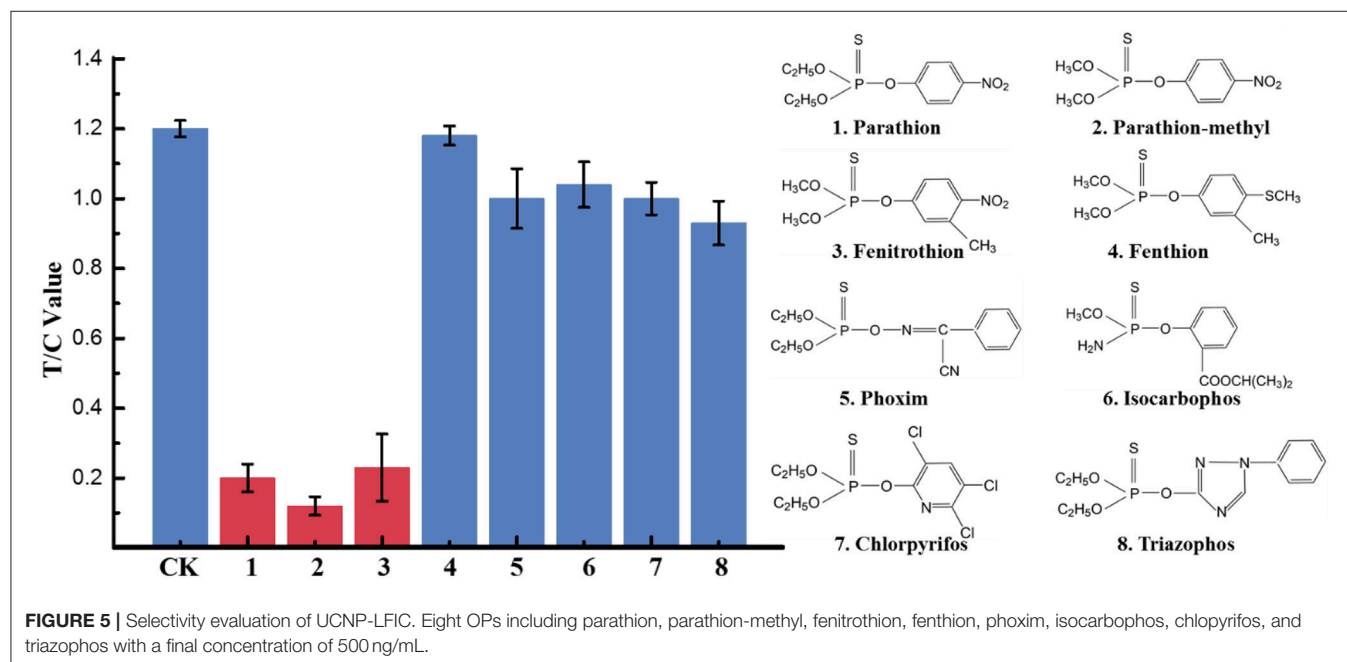 1.4
1.2
1.0
0.8
0.6
0.4
0.2
T/C Value
CK 1 2 3 4 5 6 7 8
S
C2H5O
P O NO2
C2H5O
1. Parathion
S
H3CO
P O NO2
H3CO
2. Parathion-methyl
S
H3CO
P O NO2
H3CO
CH3
3. Fenitrothion
S
H3CO
P O SCH3
H3CO
CH3
4. Fenthion
S
C2H5O
P O N C
C2H5O
CN
5. Phoxim
S
H3CO
P O
H2N
COOCH(CH3)2
6. Isocarbophos
S Cl
C2H5O
P O Cl
C2H5O
N
Cl
7. Chlorpyrifos
S
N N
C2H5O
P O
C2H5O
N
8. Triazophos
FIGURE 5 | Selectivity evaluation of UCNP-LFIC. Eight OPs including parathion, parathion-methyl, fenitrothion, fenthion, phoxim, isocarbophos, chlopyrifos, and
triazophos with a final concentration of 500 ng/mL.